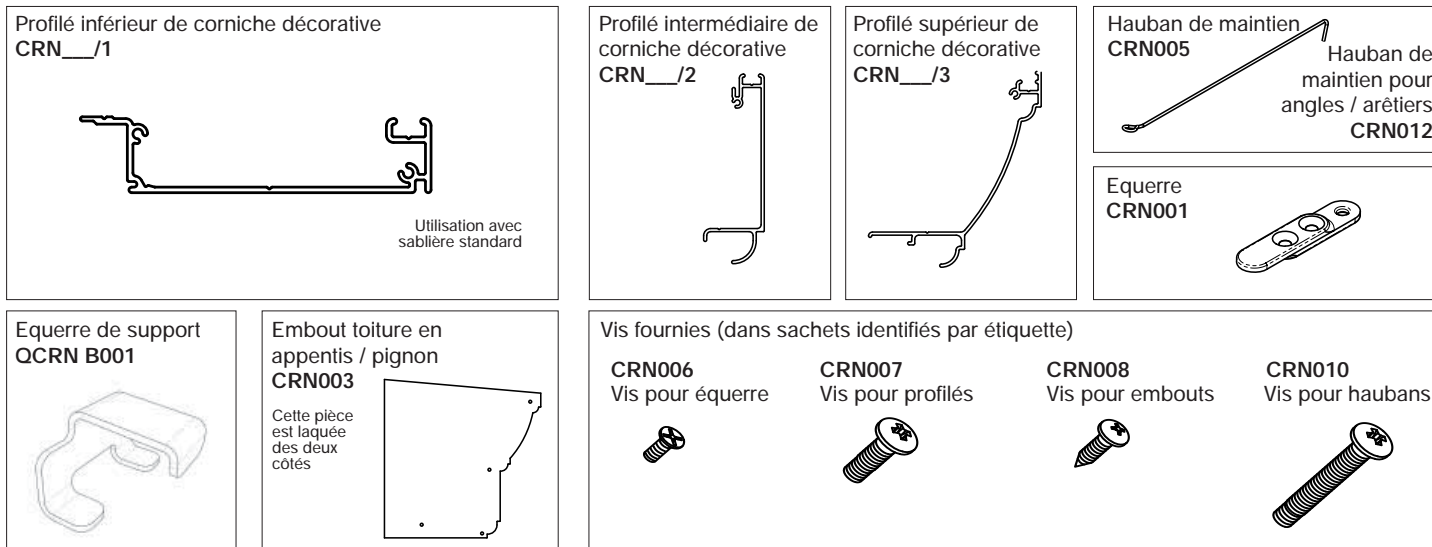 Profilé inférieur de corniche décorative
CRN___/1
Utilisation avec
sablière standard
Profilé intermédiaire de
corniche décorative
CRN___/2
Profilé supérieur de
corniche décorative
CRN___/3
Hauban de maintien
CRN005
Hauban de
maintien pour
angles / arêtiers
CRN012
Equerre
CRN001
Equerre de support
QCRN B001
Embout toiture en
appentis / pignon
CRN003
Cette pièce
est laquée
des deux
côtés
Vis fournies (dans sachets identifiés par étiquette)
CRN006
Vis pour équerre
CRN007
Vis pour profilés
CRN008
Vis pour embouts
CRN010
Vis pour haubans